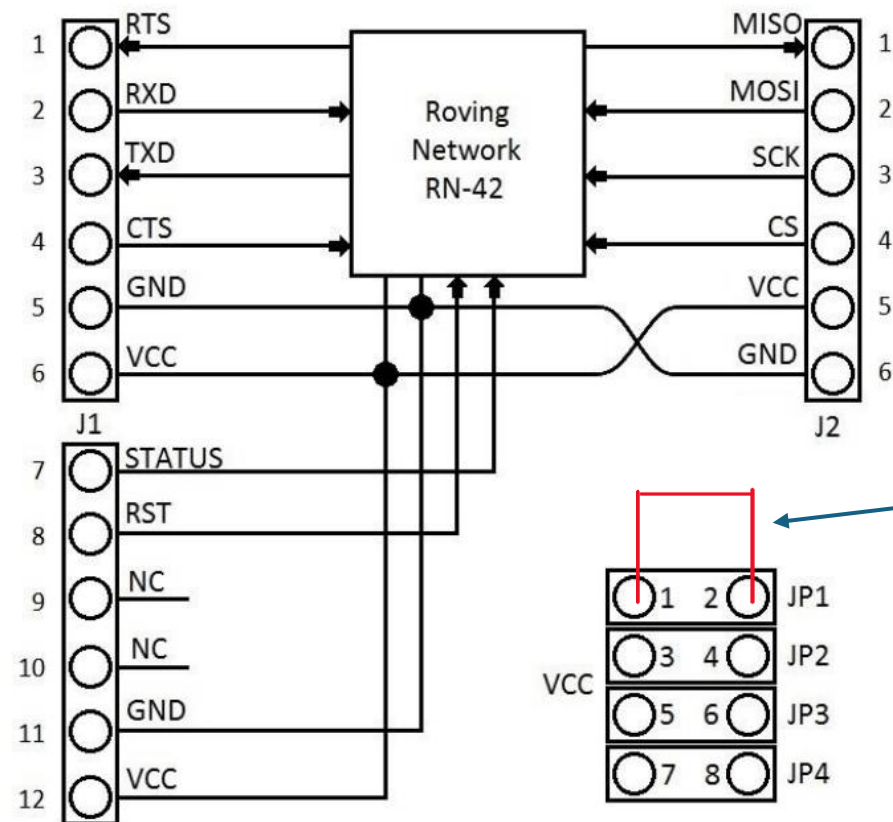 1 RTS MISO 1
2 RXD MOSI 2
Roving
Network
RN-42
3 TXD SCK 3
4 CTS CS 4
5 GND VCC 5
6 VCC GND 6
J1 J2
7 STATUS
8 RST
9 NC
1 2 JP1
10 NC
3 4 JP2
VCC
11 GND
5 6 JP3
12 VCC
7 8 JP4